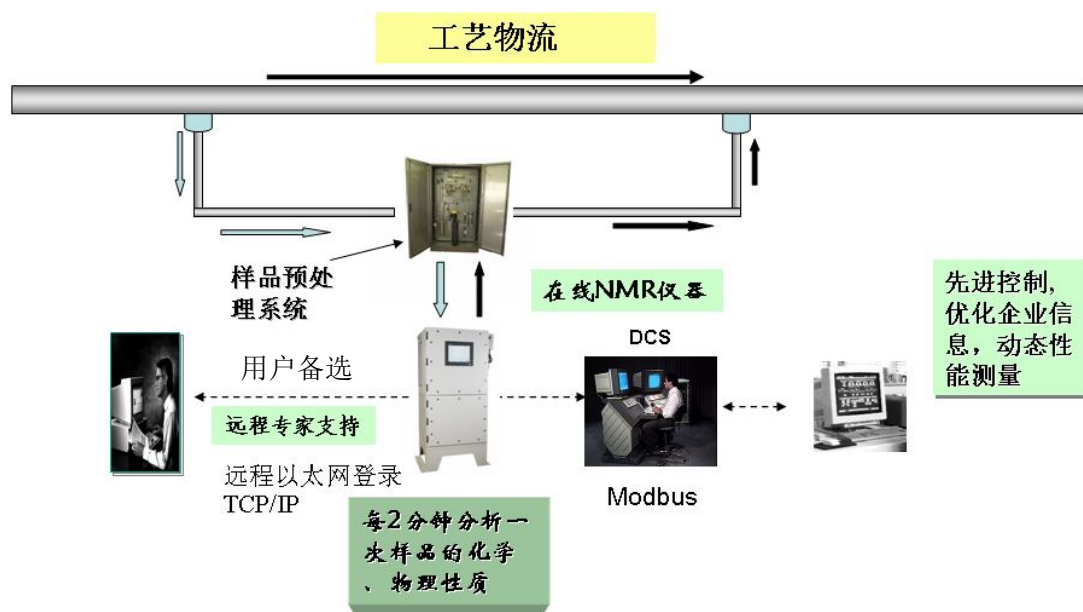 工艺物流
样品预处
理系统
在线NMR仪器
先进控制,
优化企业信
息，动态性
能测量
DCS
用户备选
远程专家支持
远程以太网登录
TCP/IP
Modbus
每2分钟分析一
次样品的化学
、物理性质